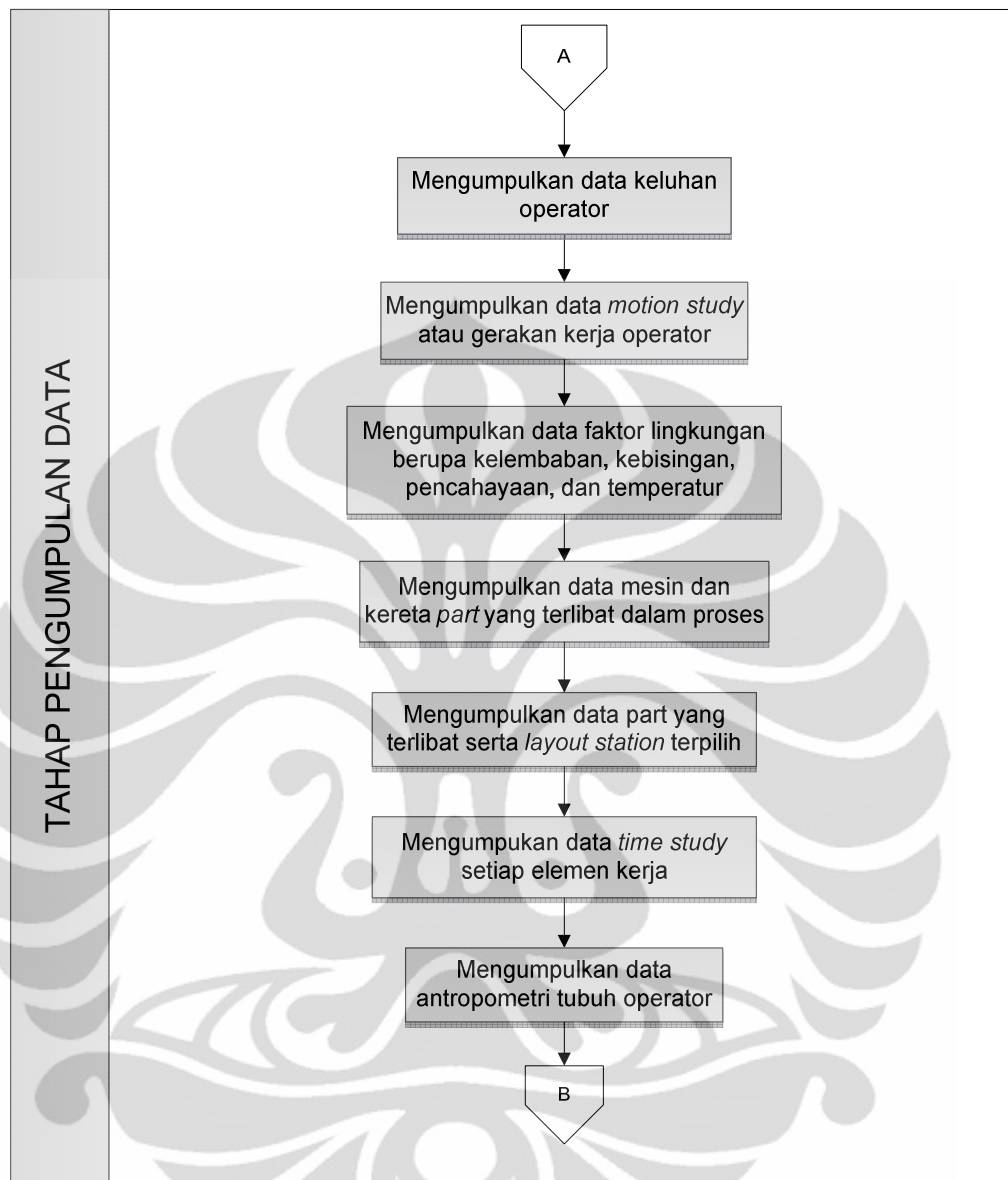 TAHAP PENGUMPULAN DATA
A
Mengumpulkan data keluhan
operator
Mengumpulkan data motion study
atau gerakan kerja operator
Mengumpulkan data faktor lingkungan
berupa kelembaban, kebisingan,
pencahayaan, dan temperatur
Mengumpulkan data mesin dan
kereta part yang terlibat dalam proses
Mengumpulkan data part yang
terlibat serta layout station terpilih
Mengumpukan data time study
setiap elemen kerja
Mengumpulkan data
antropometri tubuh operator
B